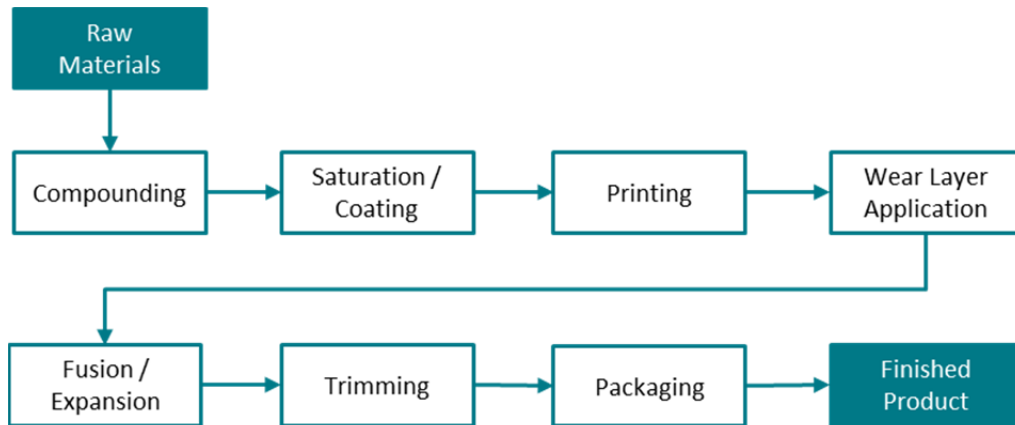 Raw
Materials
Compounding
Saturation /
Coating
Printing
Wear Layer
Application
Fusion /
Expansion
Trimming
Packaging
Finished
Product